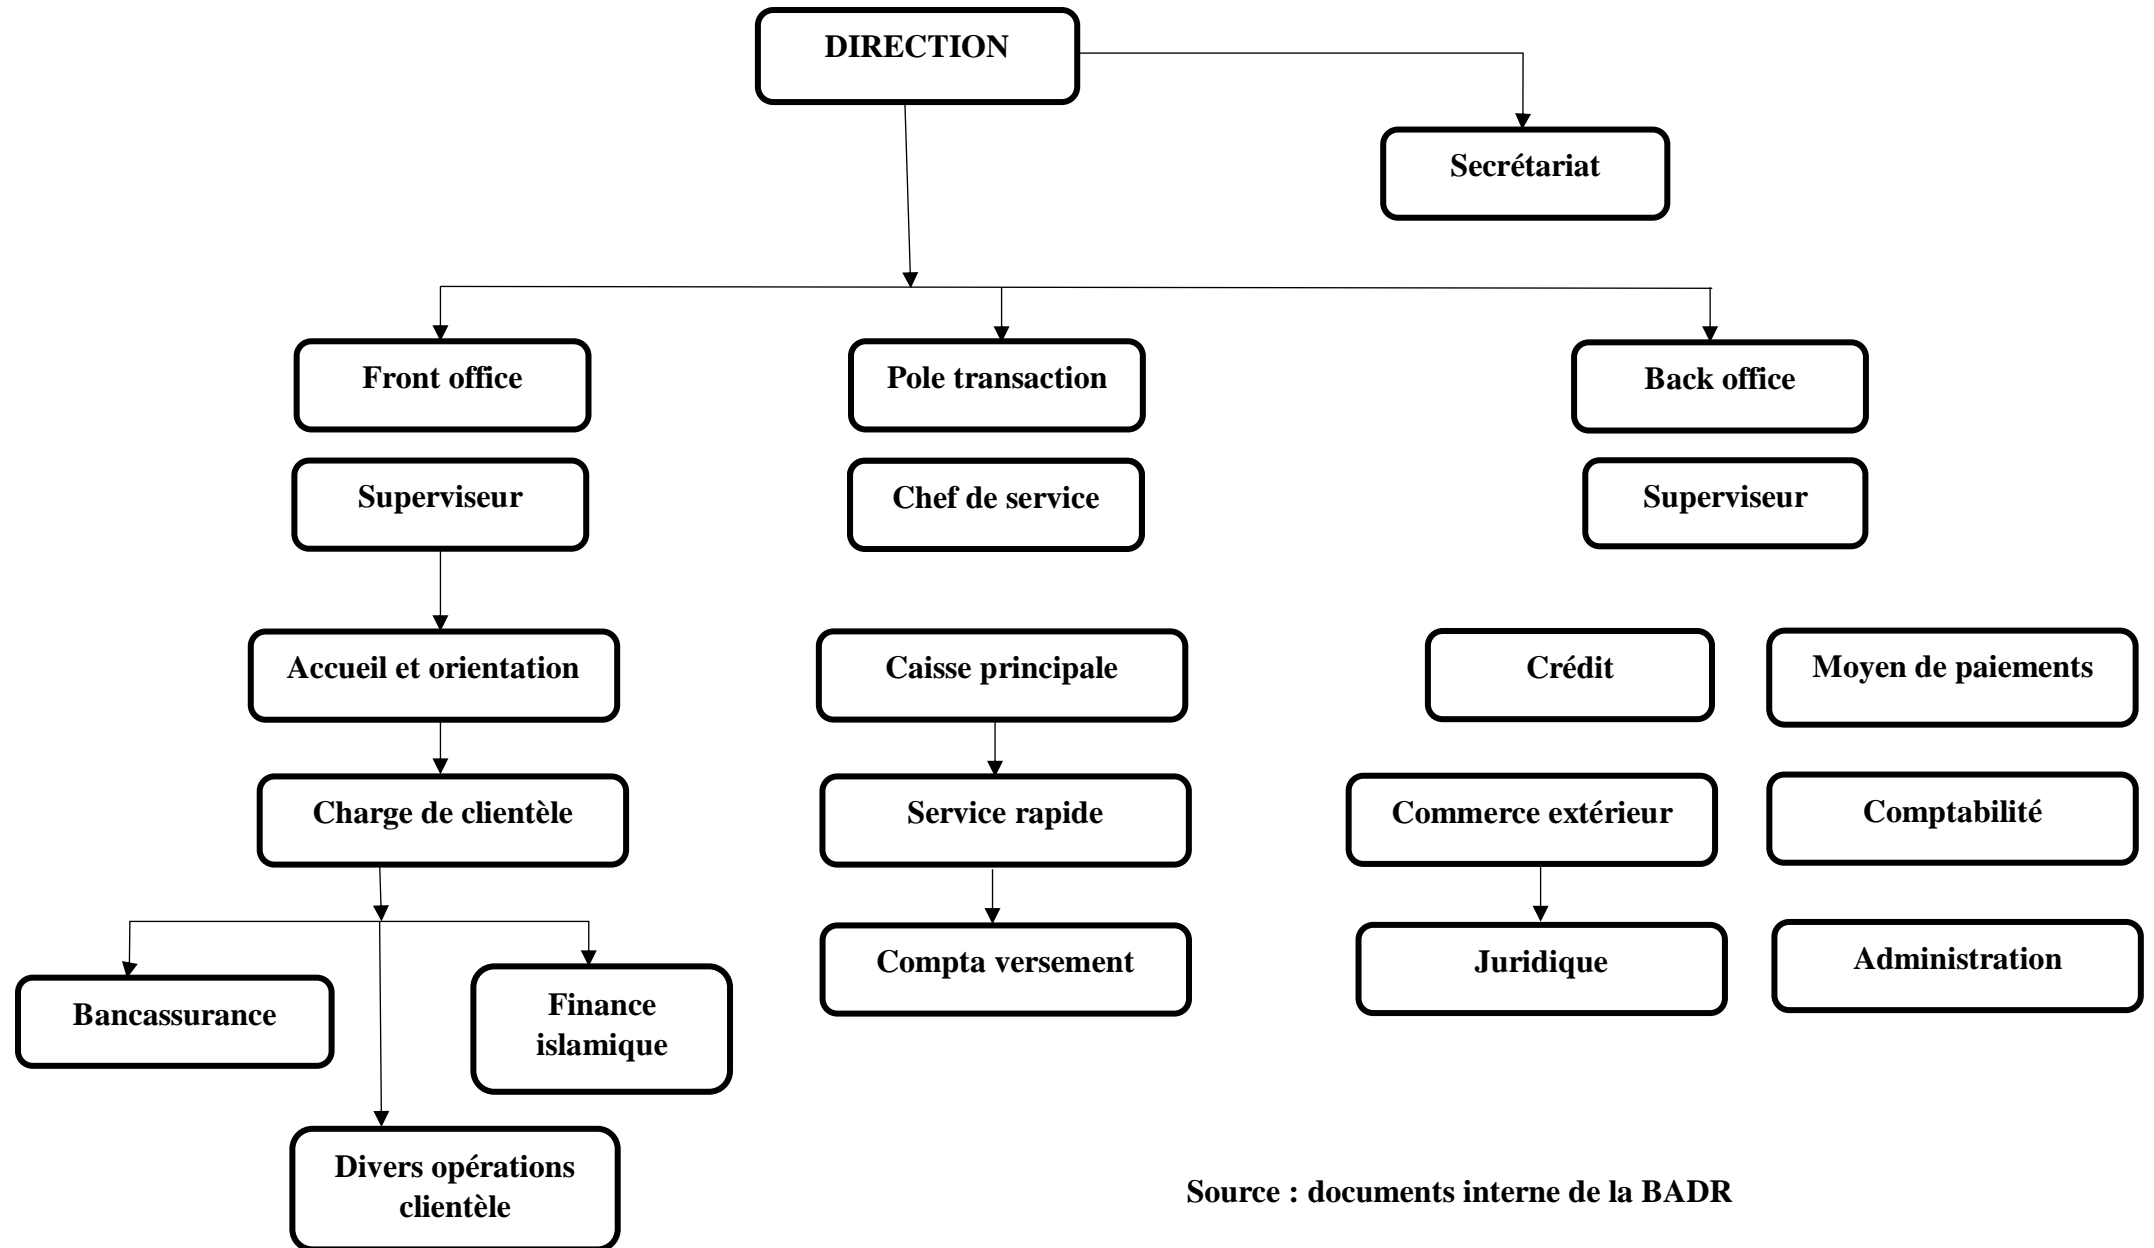 DIRECTION
Secrétariat
Front office
Pole transaction
Back office
Superviseur
Chef de service
Superviseur
Accueil et orientation
Caisse principale
Crédit
Moyen de paiements
Charge de clientèle
Service rapide
Commerce extérieur
Comptabilité
Bancassurance
Finance
islamique
Compta versement
Juridique
Administration
Divers opérations
clientèle
Source : documents interne de la BADR